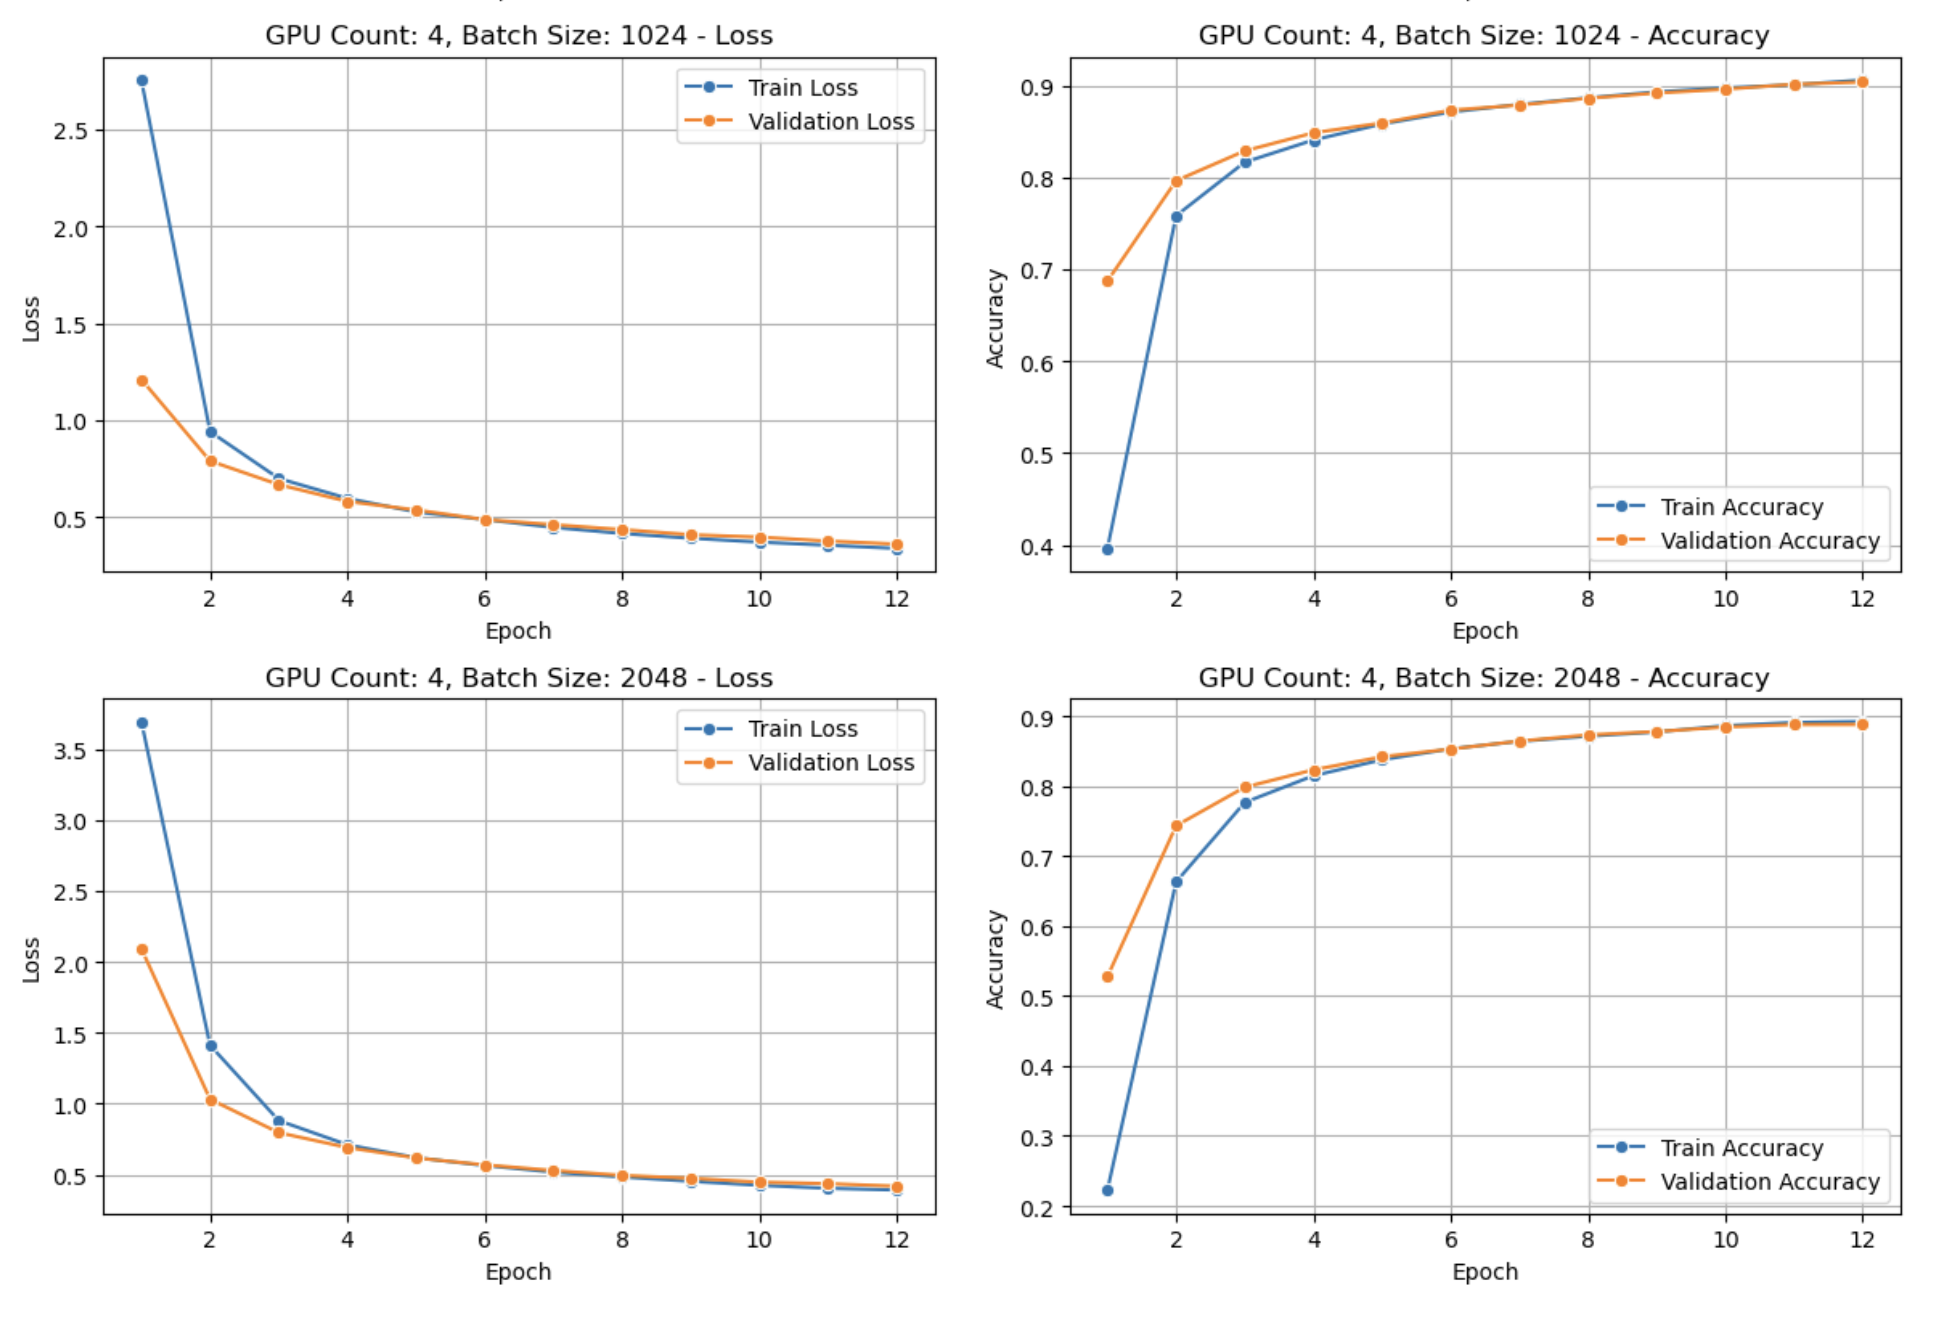 GPU Count: 4, Batch Size: 1024 - Loss
Train Loss
Validation Loss
2.5
2.0
1.5
1.0
0.5
Loss
2 4 6 8 10 12
Epoch
GPU Count: 4, Batch Size: 1024 - Accuracy
0.9
0.8
0.7
0.6
0.5
0.4
Accuracy
Train Accuracy
Validation Accuracy
2 4 6 8 10 12
Epoch
GPU Count: 4, Batch Size: 2048 - Loss
Train Loss
Validation Loss
3.5
3.0
2.5
2.0
1.5
1.0
0.5
Loss
2 4 6 8 10 12
Epoch
GPU Count: 4, Batch Size: 2048 - Accuracy
0.9
0.8
0.7
0.6
0.5
0.4
0.3
0.2
Accuracy
Train Accuracy
Validation Accuracy
2 4 6 8 10 12
Epoch